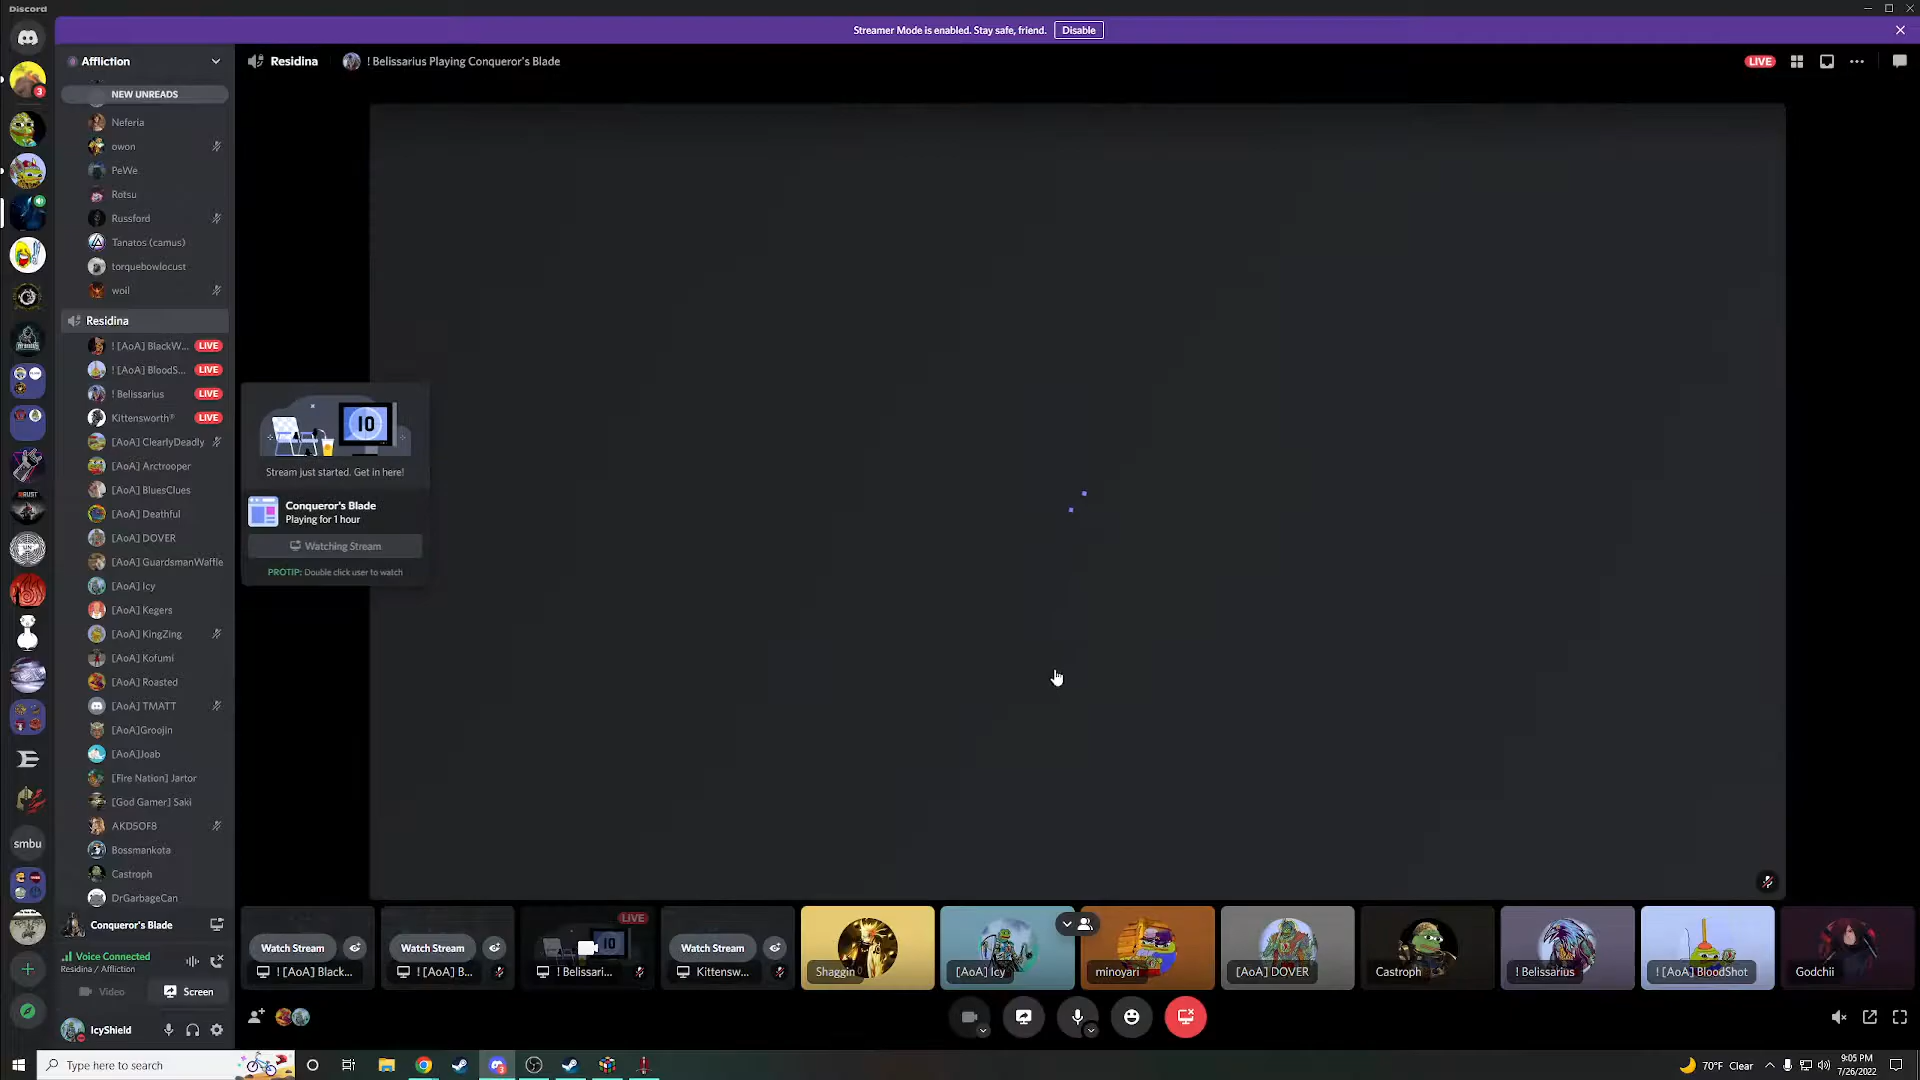 Discord
Streamer Mode is enabled. Stay safe, friend.
Disable
Affliction
Residina
! Belissarius Playing Conqueror's Blade
LIVE
NEW UNREADS
Neferia
owon
PeWe
Rotsu
Russford
Tanatos (camus)
torquebowlocust
woil
Residina
! [AoA] BlackW... LIVE
! [AoA] BloodS... LIVE
! Belissarius LIVE
Kittensworth® LIVE
[AoA] ClearlyDeadly
[AoA] Arctrooper
[AoA] BluesClues
[AoA] Deathful
[AoA] DOVER
[AoA] GuardsmanWaffle
[AoA] Icy
[AoA] Kegers
[AoA] KingZing
[AoA] Kofumi
[AoA] Roasted
[AoA] TMATT
[AoA]Groojin
[AoA]Joab
[Fire Nation] Jartor
[God Gamer] Saki
AKD5OF8
Bossmankota
Castroph
DrGarbageCan
10
Stream just started. Get in here!
Conqueror's Blade
Playing for 1 hour
Watching Stream
PROTIP: Double click user to watch
3
RUST
smbu
Conqueror's Blade
Voice Connected
Residina / Affliction
Video
Screen
IcyShield
Watch Stream
! [AoA] Black...
Watch Stream
! [AoA] B...
LIVE
10
! Belissari...
Watch Stream
Kittensw...
Shaggin
[AoA] Icy
minoyari
[AoA] DOVER
Castroph
! Belissarius
! [AoA] BloodShot
Godchii
Type here to search
70°F Clear
9:05 PM
7/26/2022